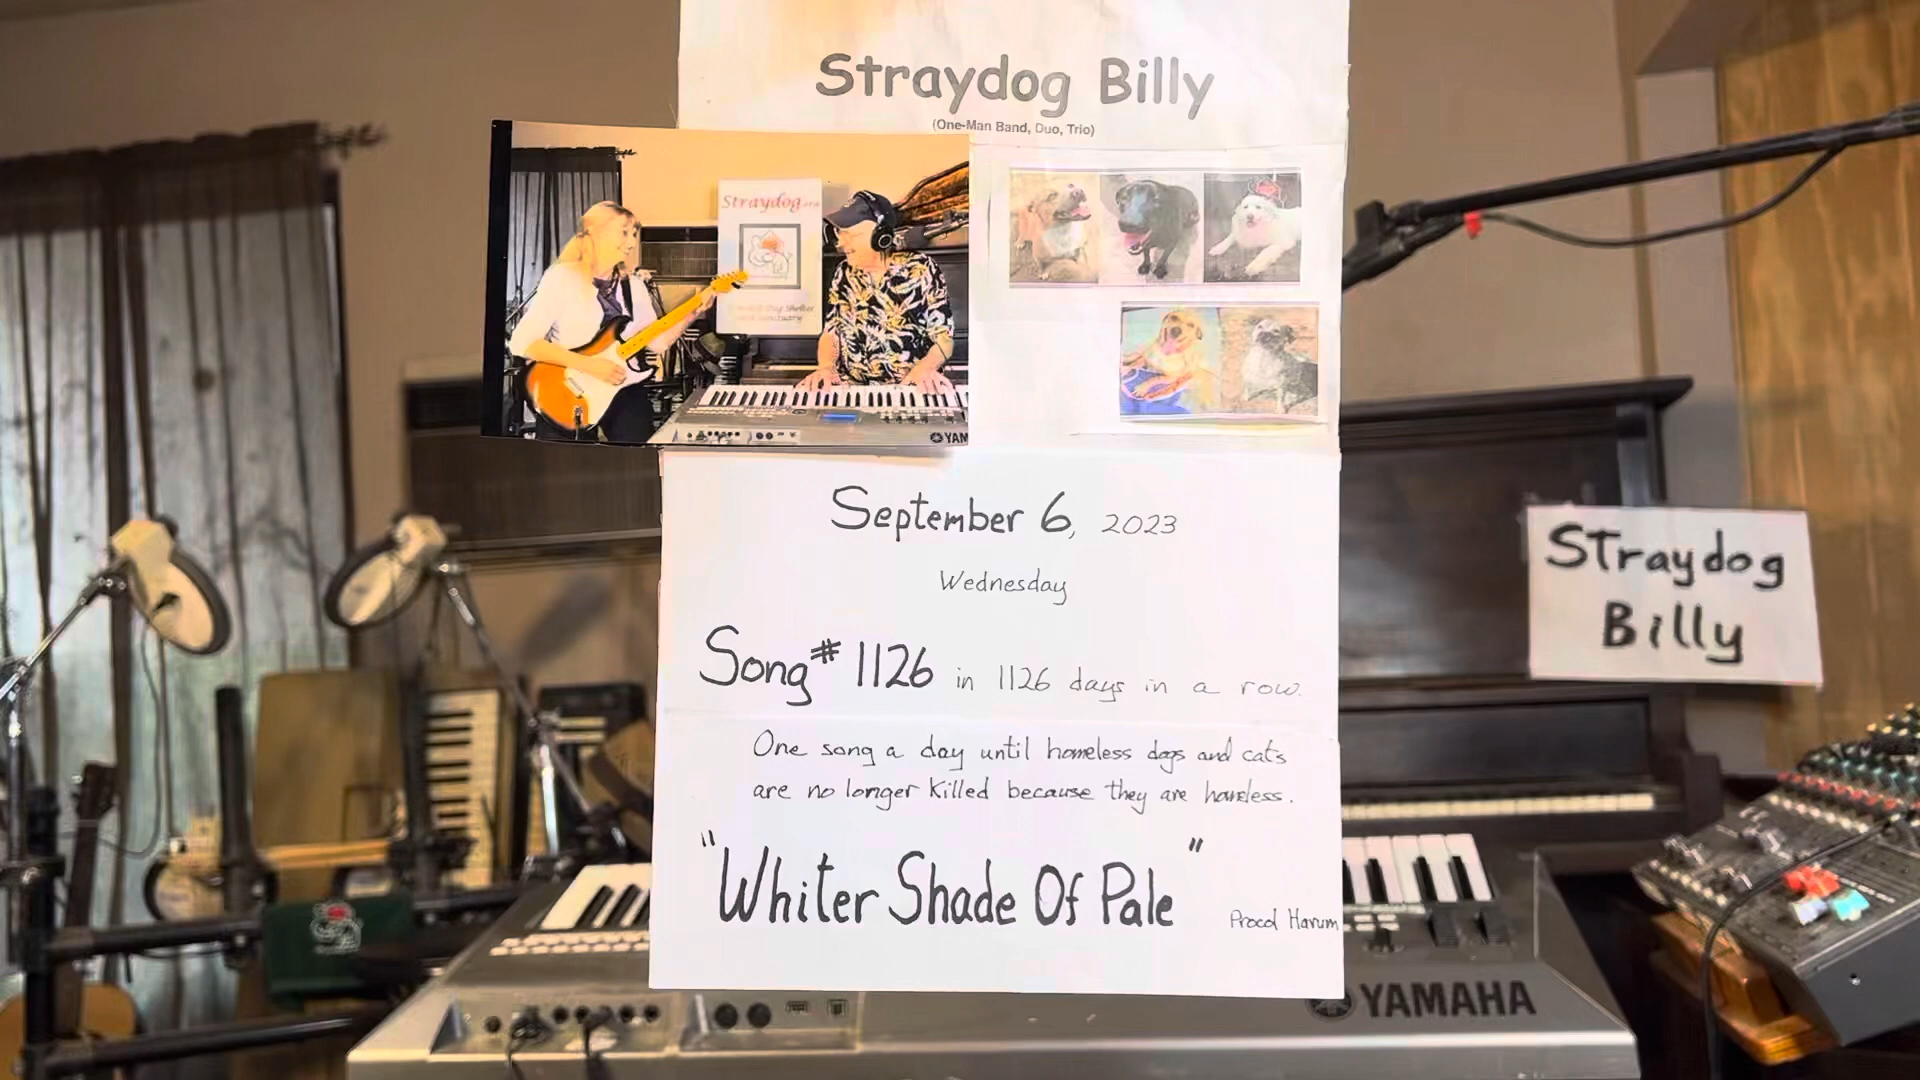 Straydog Billy
(One-Man Band, Duo, Trio)
Straydog.org
September 6, 2023
Wednesday
Song# 1126 in 1126 days in a row.
One song a day until homeless dogs and cats
are no longer killed because they are homeless.
"Whiter Shade Of Pale" Procol Harum
Straydog
Billy
YAM
YAMAHA